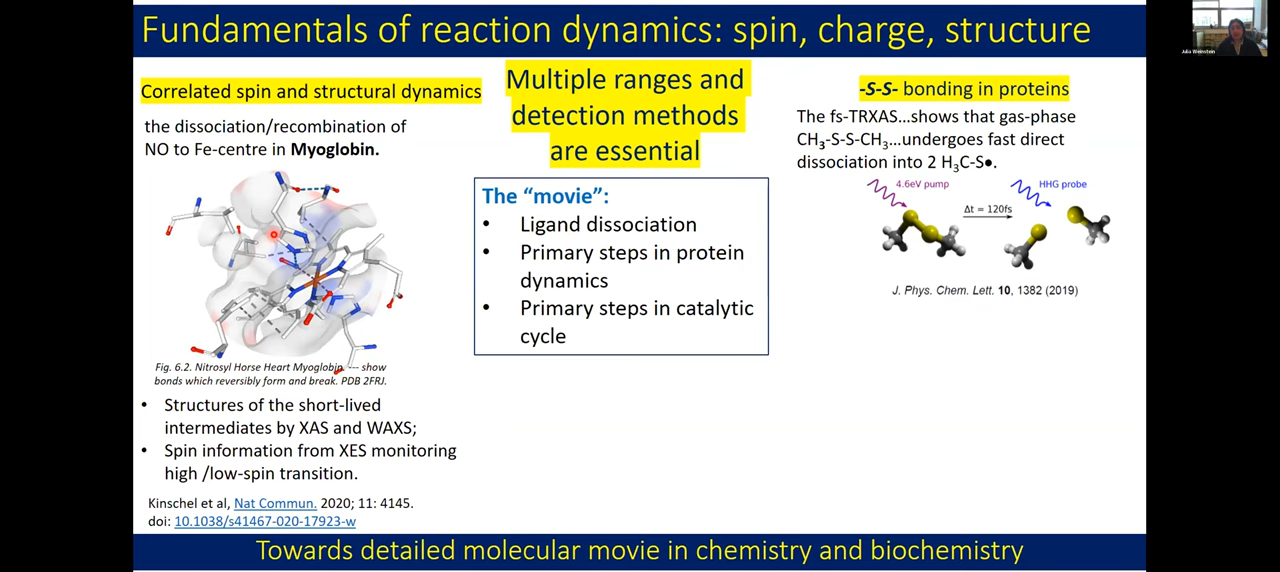 Fundamentals of reaction dynamics: spin, charge, structure
Julia Weinstein
Correlated spin and structural dynamics
the dissociation/recombination of
NO to Fe-centre in Myoglobin.
Fig. 6.2. Nitrosyl Horse Heart Myoglobin. --- show
bonds which reversibly form and break. PDB 2FRJ.
• Structures of the short-lived
intermediates by XAS and WAXS;
• Spin information from XES monitoring
high /low-spin transition.
Kinschel et al, Nat Commun. 2020; 11: 4145.
doi: 10.1038/s41467-020-17923-w
Multiple ranges and
detection methods
are essential
The “movie”:
• Ligand dissociation
• Primary steps in protein
dynamics
• Primary steps in catalytic
cycle
-S-S- bonding in proteins
The fs-TRXAS...shows that gas-phase
CH₃-S-S-CH₃...undergoes fast direct
dissociation into 2 H₃C-S●.
4.6eV pump
Δt = 120fs
HHG probe
J. Phys. Chem. Lett. 10, 1382 (2019)
Towards detailed molecular movie in chemistry and biochemistry